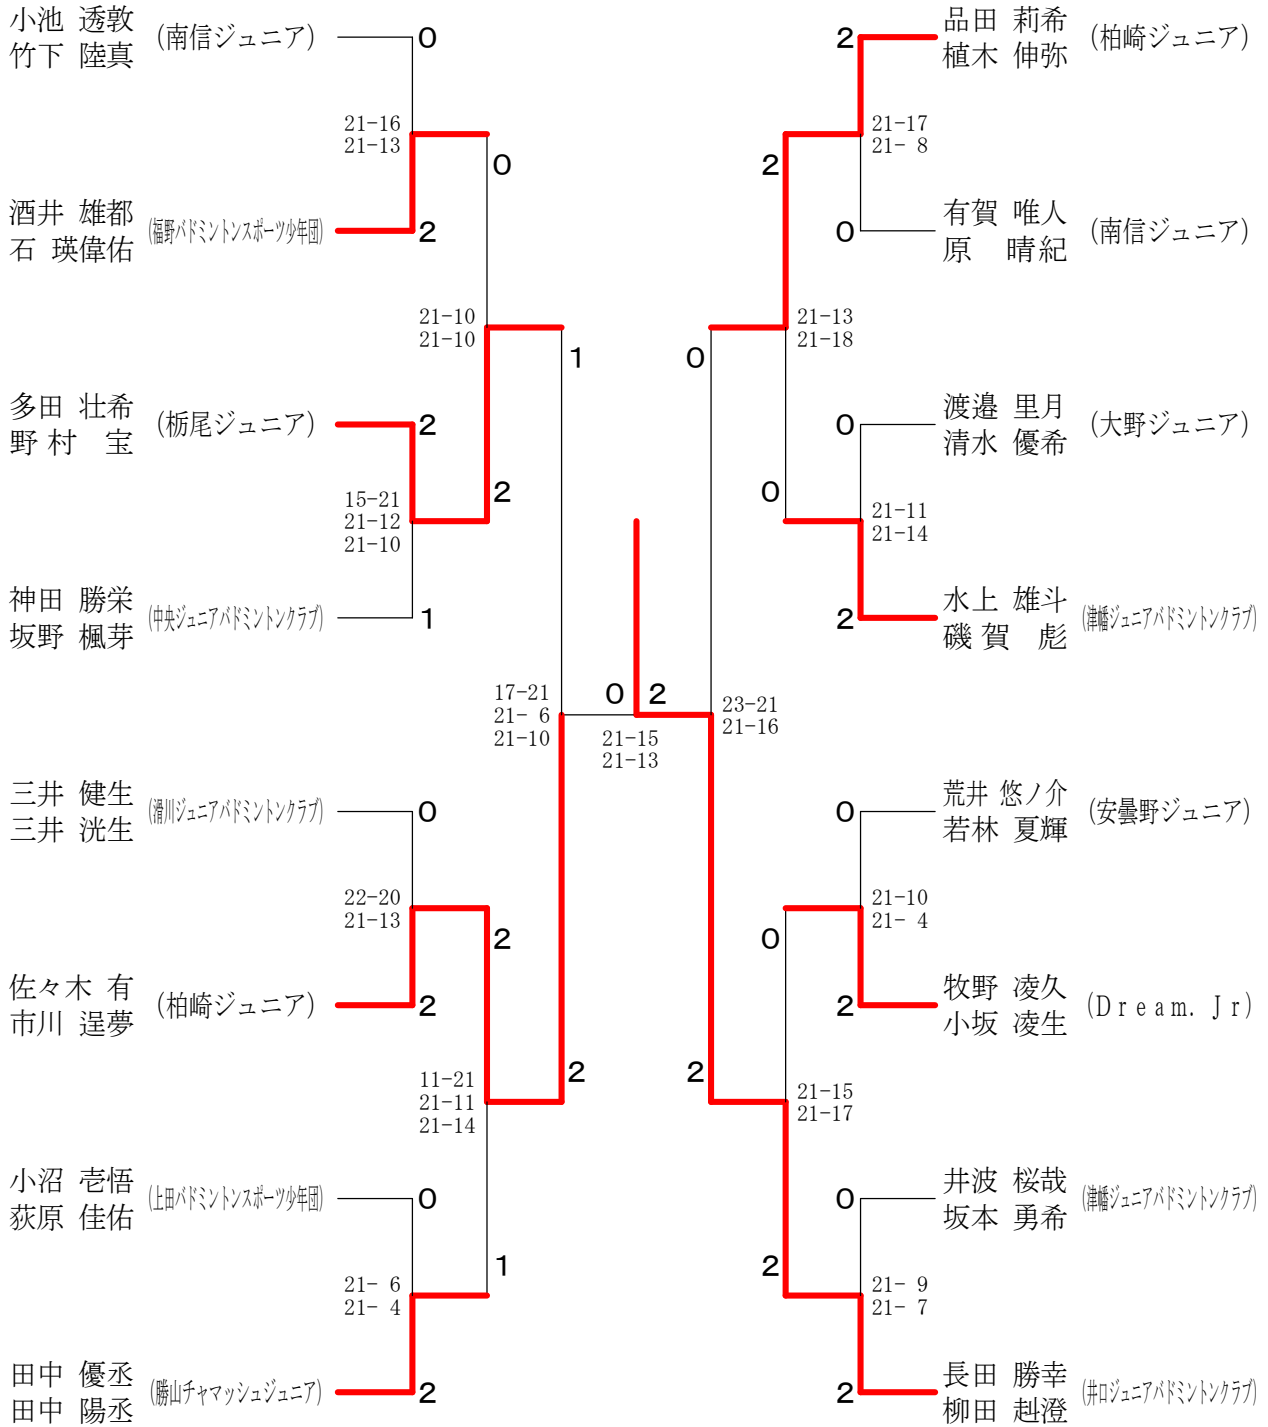 小池 透敦
竹下 陸真
(南信ジュニア)
0
21-16
21-13
0
酒井 雄都
石 瑛偉佑
(福野バドミントンスポーツ少年団)
2
21-10
21-10
1
多田 壮希
野村 宝
(栃尾ジュニア)
2
15-21
21-12
21-10
2
神田 勝栄
坂野 楓芽
(中央ジュニアバドミントンクラブ)
1
17-21
21- 6
21-10
0
2
21-15
21-13
三井 健生
三井 洸生
(滑川ジュニアバドミントンクラブ)
0
22-20
21-13
2
佐々木 有
市川 逞夢
(柏崎ジュニア)
2
11-21
21-11
21-14
2
小沼 壱悟
荻原 佳佑
(上田バドミントンスポーツ少年団)
0
21- 6
21- 4
1
田中 優丞
田中 陽丞
(勝山チャマッシュジュニア)
2
品田 莉希
植木 伸弥
(柏崎ジュニア)
2
21-17
21- 8
2
有賀 唯人
原 晴紀
(南信ジュニア)
0
21-13
21-18
0
渡邉 里月
清水 優希
(大野ジュニア)
0
21-11
21-14
0
水上 雄斗
磯賀 彪
(津幡ジュニアバドミントンクラブ)
2
23-21
21-16
荒井 悠ノ介
若林 夏輝
(安曇野ジュニア)
0
21-10
21- 4
0
牧野 凌久
小坂 凌生
(Dream. Jr)
2
21-15
21-17
2
井波 桜哉
坂本 勇希
(津幡ジュニアバドミントンクラブ)
0
21- 9
21- 7
2
長田 勝幸
柳田 赳澄
(井口ジュニアバドミントンクラブ)
2